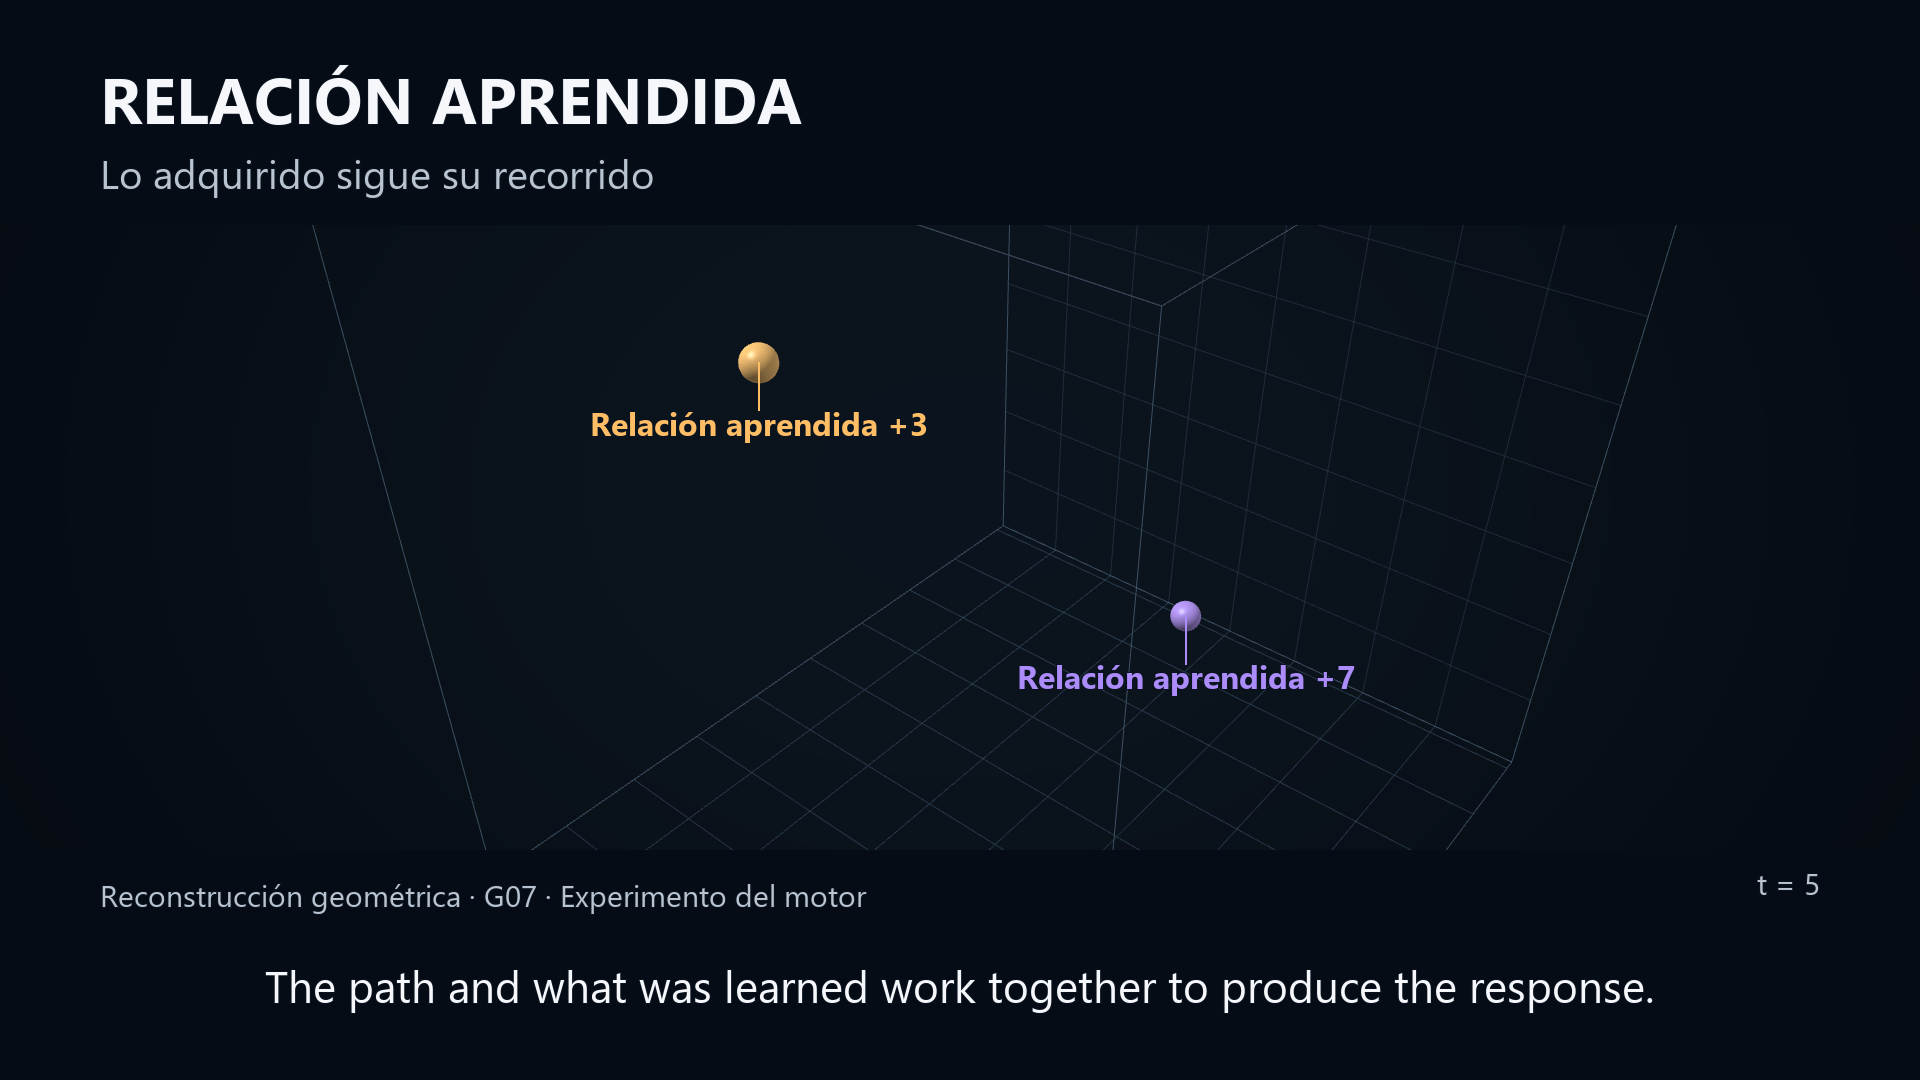 RELACIÓN APRENDIDA
Lo adquirido sigue su recorrido
Relación aprendida +3
Relación aprendida +7
Reconstrucción geométrica · G07 · Experimento del motor
t = 5
The path and what was learned work together to produce the response.